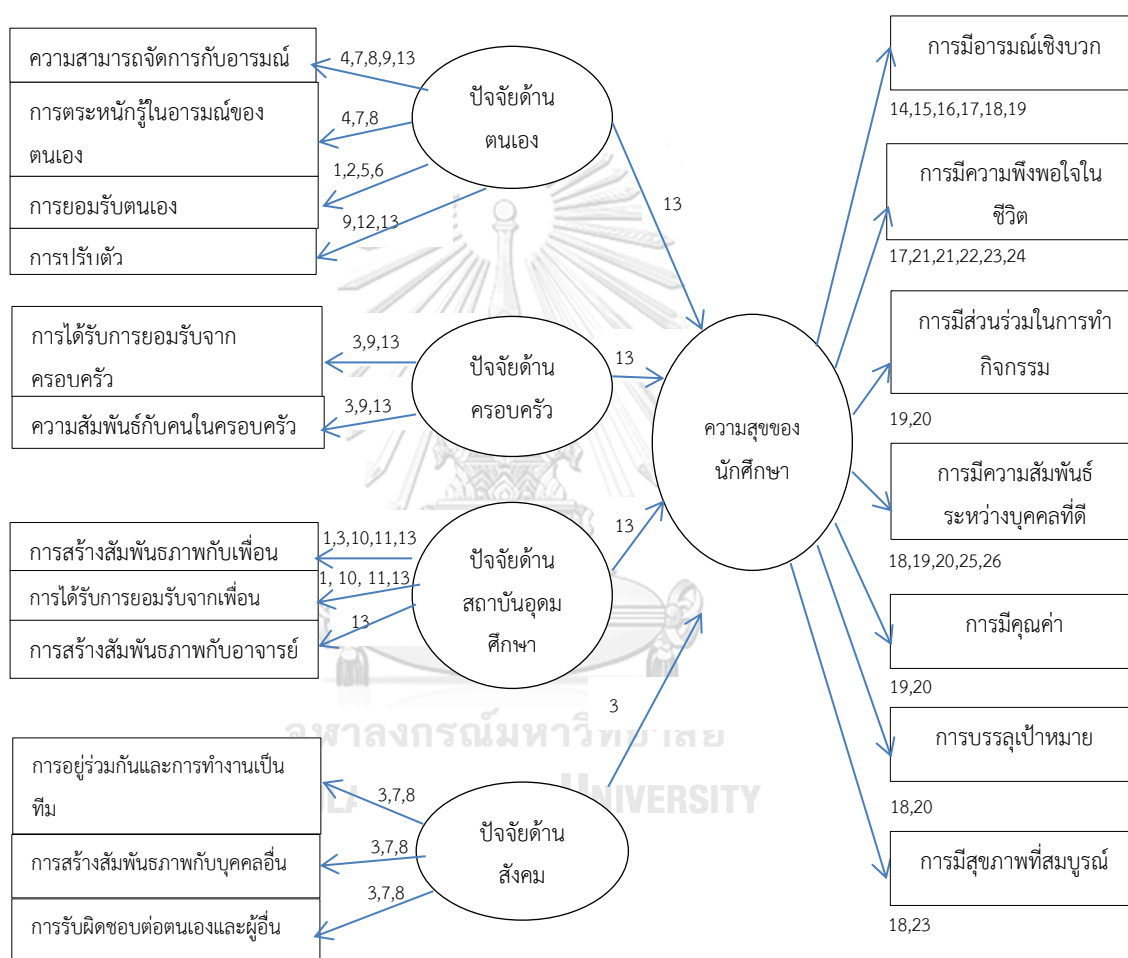 ความสามารถจัดการกับอารมณ์
4,7,8,9,13
การตระหนักรู้ในอารมณ์ของ
ตนเอง
4,7,8
การยอมรับตนเอง
1,2,5,6
การปรับตัว
9,12,13
ปัจจัยด้าน
ตนเอง
13
การได้รับการยอมรับจาก
ครอบครัว
3,9,13
ความสัมพันธ์กับคนในครอบครัว
3,9,13
ปัจจัยด้าน
ครอบครัว
13
การสร้างสัมพันธภาพกับเพื่อน
1,3,10,11,13
การได้รับการยอมรับจากเพื่อน
1, 10, 11,13
การสร้างสัมพันธภาพกับอาจารย์
13
ปัจจัยด้าน
สถาบันอุดม
ศึกษา
13
การอยู่ร่วมกันและการทำงานเป็น
ทีม
3,7,8
การสร้างสัมพันธภาพกับบุคคลอื่น
3,7,8
การรับผิดชอบต่อตนเองและผู้อื่น
3,7,8
ปัจจัยด้าน
สังคม
3
ความสุขของ
นักศึกษา
การมีอารมณ์เชิงบวก
14,15,16,17,18,19
การมีความพึงพอใจใน
ชีวิต
17,21,21,22,23,24
การมีส่วนร่วมในการทำ
กิจกรรม
19,20
การมีความสัมพันธ์
ระหว่างบุคคลที่ดี
18,19,20,25,26
การมีคุณค่า
19,20
การบรรลุเป้าหมาย
18,20
การมีสุขภาพที่สมบูรณ์
18,23
จุฬาลงกรณ์มหาวิทยาลัย
UNIVERSITY